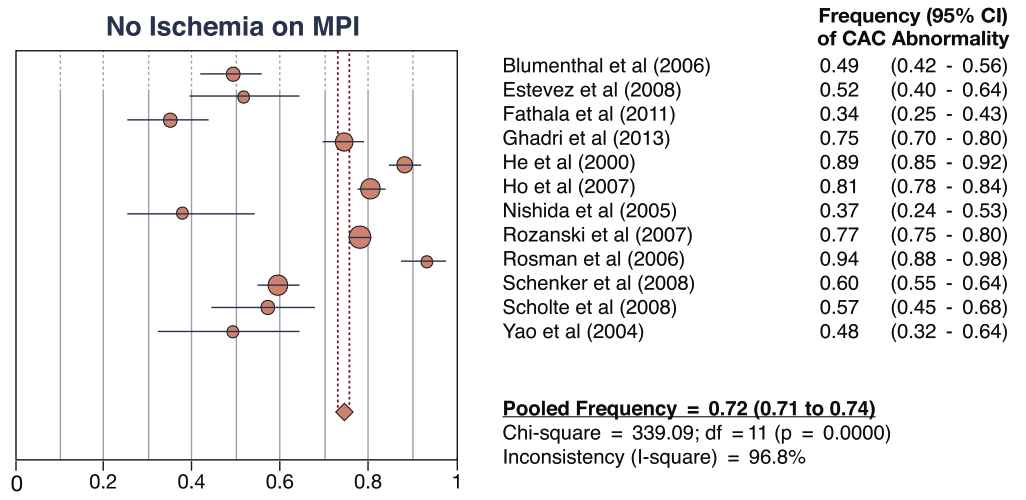 No Ischemia on MPI
Frequency (95% CI)
of CAC Abnormality
Blumenthal et al (2006) 0.49 (0.42 - 0.56)
Estevez et al (2008) 0.52 (0.40 - 0.64)
Fathala et al (2011) 0.34 (0.25 - 0.43)
Ghadri et al (2013) 0.75 (0.70 - 0.80)
He et al (2000) 0.89 (0.85 - 0.92)
Ho et al (2007) 0.81 (0.78 - 0.84)
Nishida et al (2005) 0.37 (0.24 - 0.53)
Rozanski et al (2007) 0.77 (0.75 - 0.80)
Rosman et al (2006) 0.94 (0.88 - 0.98)
Schenker et al (2008) 0.60 (0.55 - 0.64)
Scholte et al (2008) 0.57 (0.45 - 0.68)
Yao et al (2004) 0.48 (0.32 - 0.64)
Pooled Frequency = 0.72 (0.71 to 0.74)
Chi-square = 339.09; df = 11 (p = 0.0000)
Inconsistency (I-square) = 96.8%
0 0.2 0.4 0.6 0.8 1